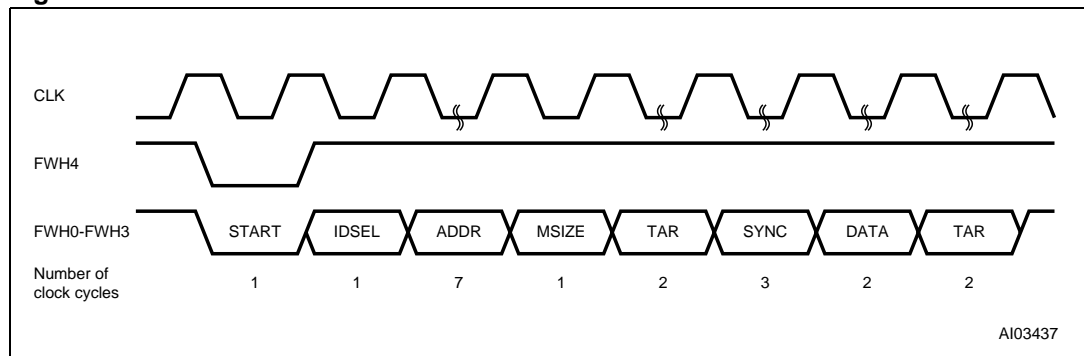 CLK
FWH4
FWH0-FWH3 START IDSEL ADDR MSIZE TAR SYNC DATA TAR
Number of
clock cycles 1 1 7 1 2 3 2 2
AI03437